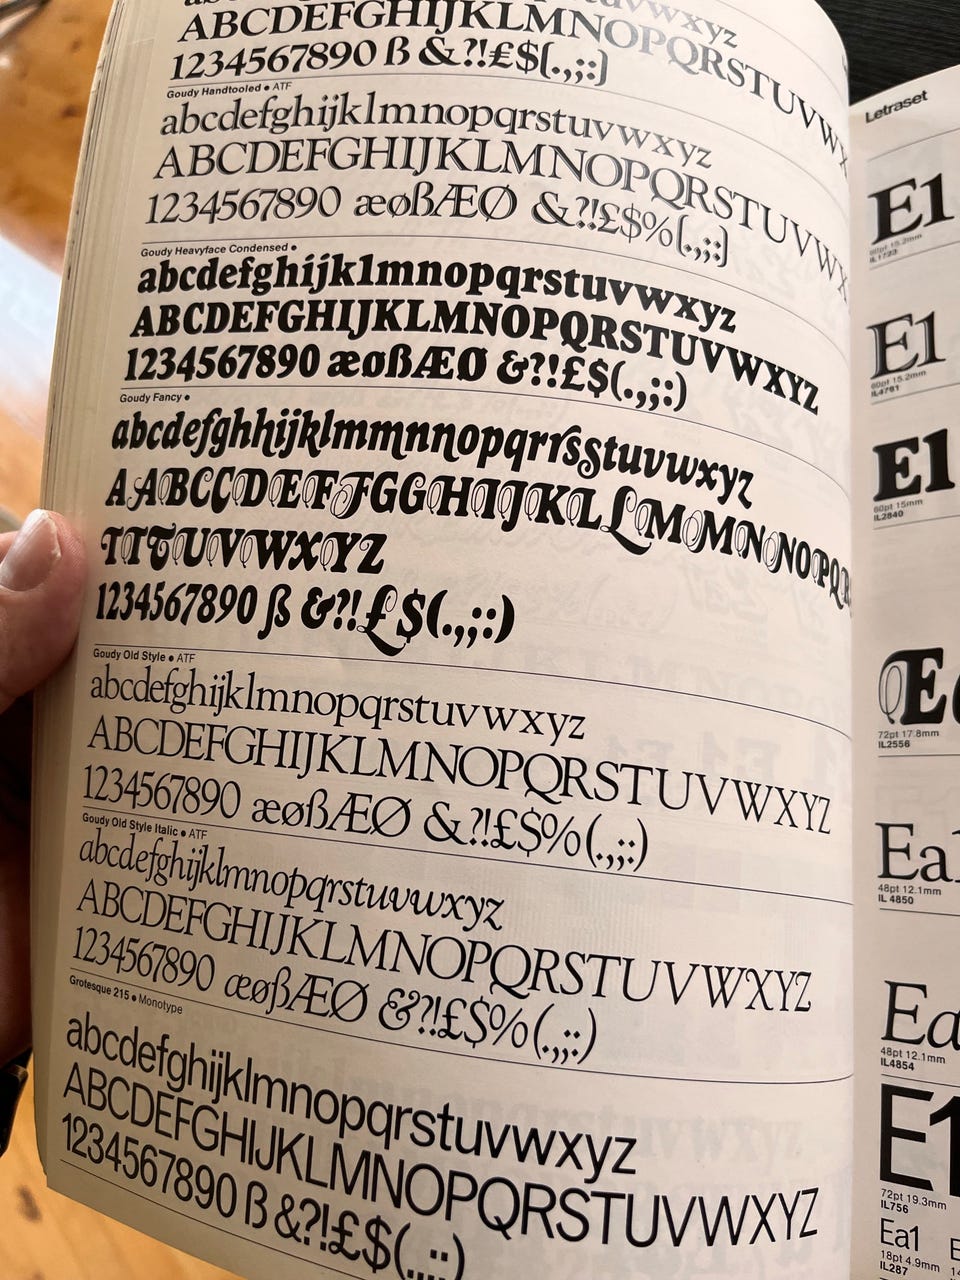 ABCDEFGHIJKLMNOPQRSTUVWX
1234567890 ß &?!£$(.,;:)
Goudy Handtooled • ATF
abcdefghijklmnopqrstuvwxyz
ABCDEFGHIJKLMNOPQRSTUVWX
1234567890 æøßÆØ &?!£$%(.,;:)
Goudy Heavyface Condensed •
abcdefghijklmnopqrstuvwxyz
ABCDEFGHIJKLMNOPQRSTUVWXYZ
1234567890 æøßÆØ &?!£$(.,;:)
Goudy Fancy •
abcdefghhijklmmnnopqrrsstuvwxyz
AABCCDEFFGGHIIJKLLMMNNOPQR
TTTUVWXYZ
1234567890 ß &?!£$(.,;:)
Goudy Old Style • ATF
abcdefghijklmnopqrstuvwxyz
ABCDEFGHIJKLMNOPQRSTUVWXYZ
1234567890 æøßÆØ &?!£$%(.,;:)
Goudy Old Style Italic • ATF
abcdefghijklmnopqrstuvwxyz
ABCDEFGHIJKLMNOPQRSTUVWXYZ
1234567890 æøßÆØ &?!£$%(.,;:)
Grotesque 215 • Monotype
abcdefghijklmnopqrstuvwxyz
ABCDEFGHIJKLMNOPQRSTUVWXYZ
1234567890 ß &?!£$(.,;:)
Letraset
E1
60pt 15.2mm
IL1723
E1
60pt 15.2mm
IL4761
E1
60pt 15mm
IL2840
E
72pt 17.8mm
IL2556
Ea1
48pt 12.1mm
IL 4850
Ea
48pt 12.1mm
IL4854
E1
72pt 19.3mm
IL756
Ea1
18pt 4.9mm
IL287